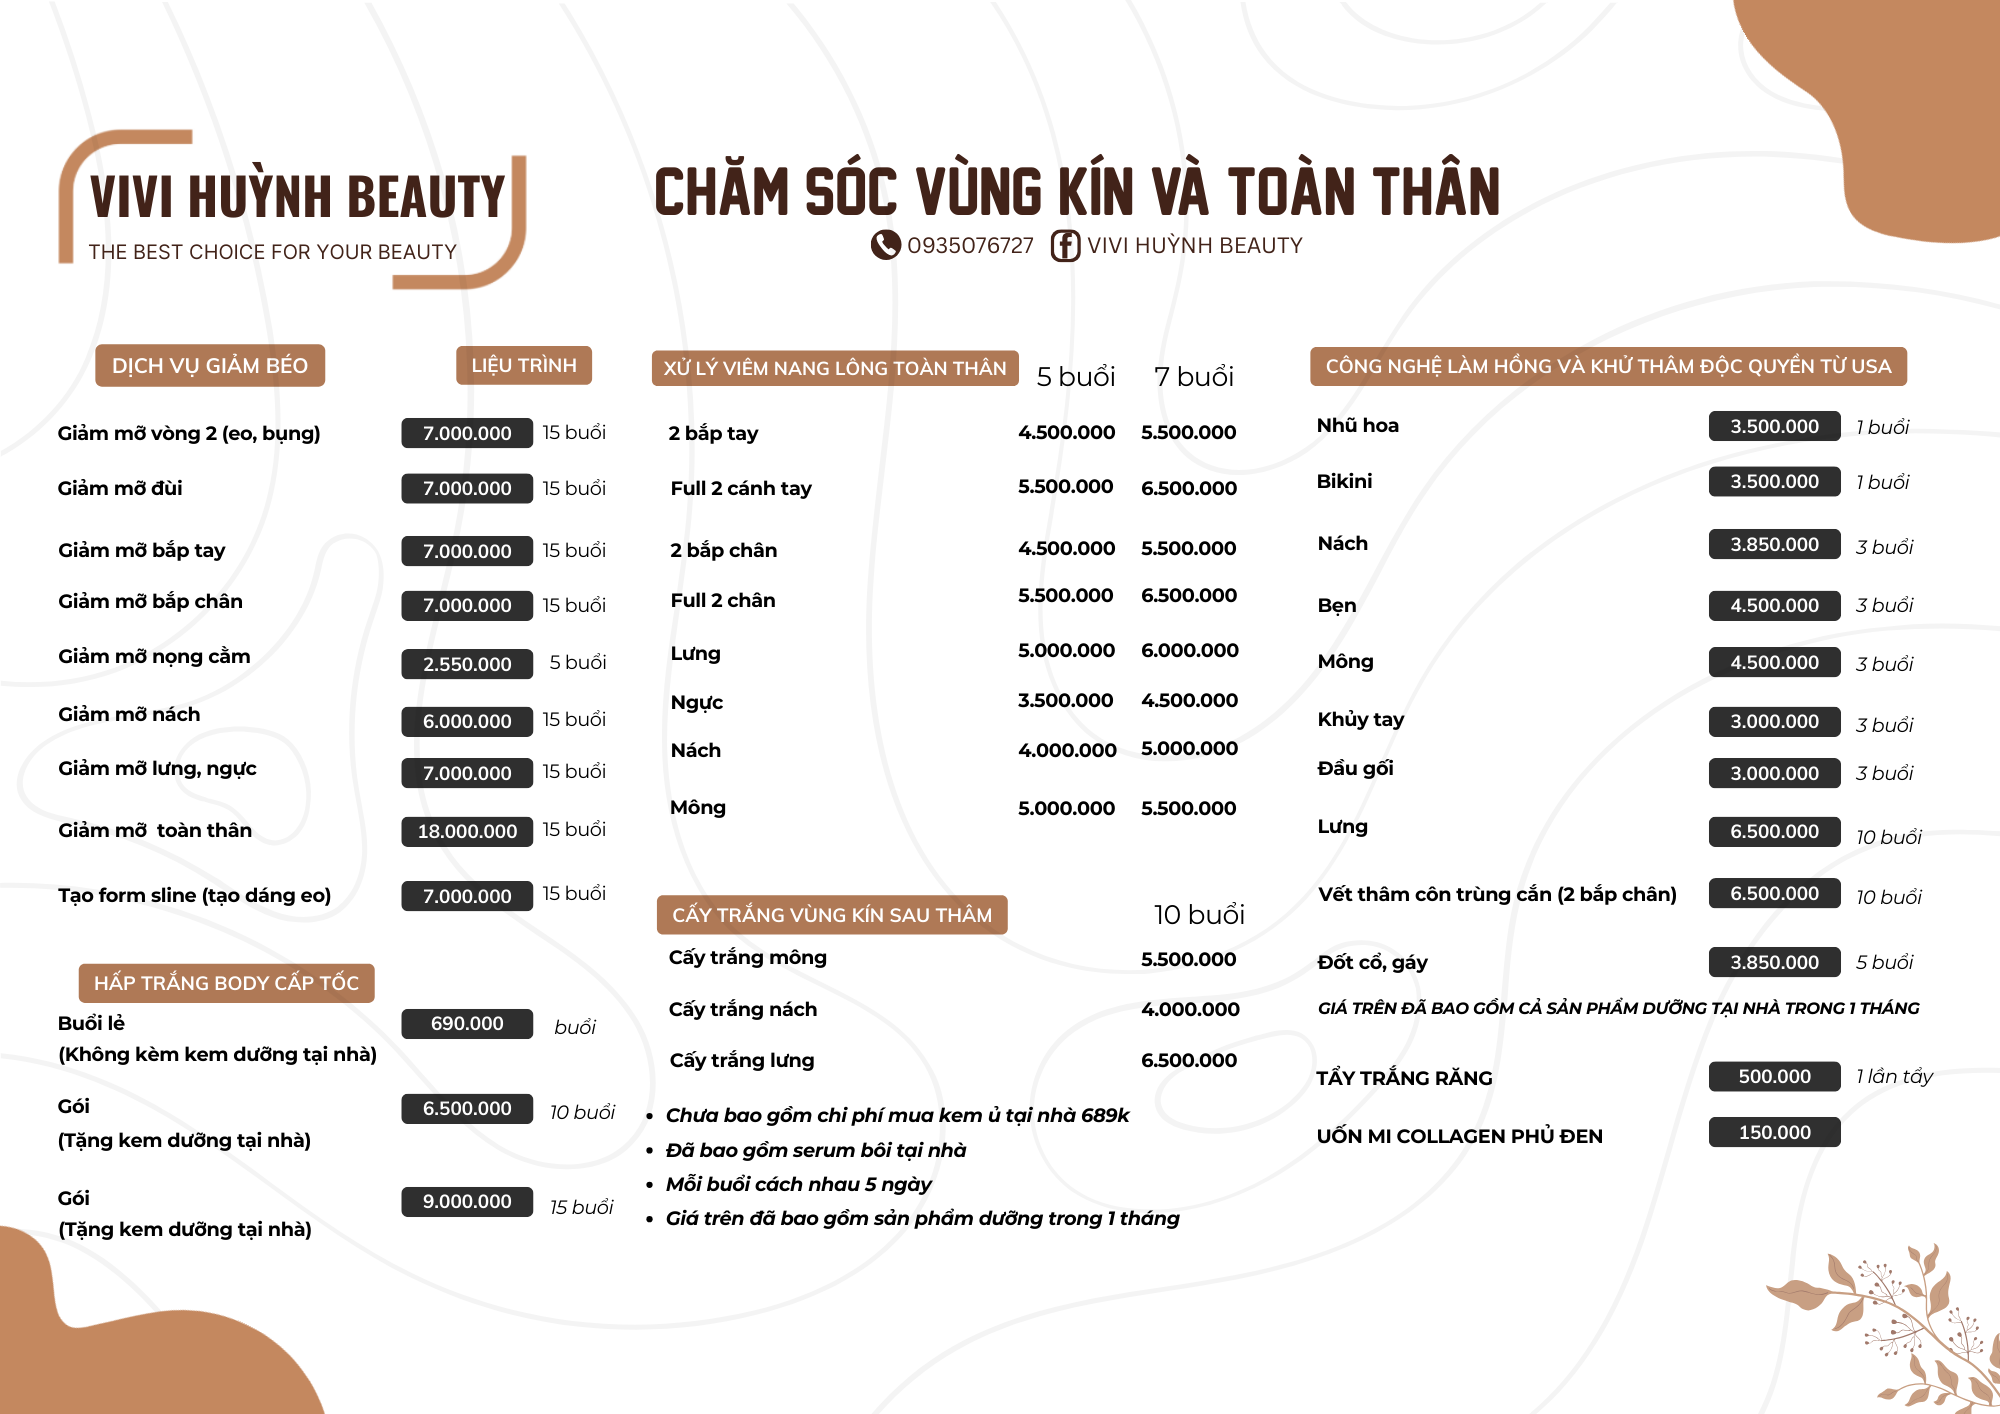 VIVI HUỲNH BEAUTY
THE BEST CHOICE FOR YOUR BEAUTY
CHĂM SÓC VÙNG KÍN VÀ TOÀN THÂN
0935076727 VIVI HUỲNH BEAUTY
DỊCH VỤ GIẢM BÉO LIỆU TRÌNH
Giảm mỡ vòng 2 (eo, bụng) 7.000.000 15 buổi
Giảm mỡ đùi 7.000.000 15 buổi
Giảm mỡ bắp tay 7.000.000 15 buổi
Giảm mỡ bắp chân 7.000.000 15 buổi
Giảm mỡ nọng cằm 2.550.000 5 buổi
Giảm mỡ nách 6.000.000 15 buổi
Giảm mỡ lưng, ngực 7.000.000 15 buổi
Giảm mỡ toàn thân 18.000.000 15 buổi
Tạo form sline (tạo dáng eo) 7.000.000 15 buổi
HẤP TRẮNG BODY CẤP TỐC
Buổi lẻ 690.000 buổi
(Không kèm kem dưỡng tại nhà)
Gói 6.500.000 10 buổi
(Tặng kem dưỡng tại nhà)
Gói 9.000.000 15 buổi
(Tặng kem dưỡng tại nhà)
XỬ LÝ VIÊM NANG LÔNG TOÀN THÂN 5 buổi 7 buổi
2 bắp tay 4.500.000 5.500.000
Full 2 cánh tay 5.500.000 6.500.000
2 bắp chân 4.500.000 5.500.000
Full 2 chân 5.500.000 6.500.000
Lưng 5.000.000 6.000.000
Ngực 3.500.000 4.500.000
Nách 4.000.000 5.000.000
Mông 5.000.000 5.500.000
CẤY TRẮNG VÙNG KÍN SAU THÂM 10 buổi
Cấy trắng mông 5.500.000
Cấy trắng nách 4.000.000
Cấy trắng lưng 6.500.000
• Chưa bao gồm chi phí mua kem ủ tại nhà 689k
• Đã bao gồm serum bôi tại nhà
• Mỗi buổi cách nhau 5 ngày
• Giá trên đã bao gồm sản phẩm dưỡng trong 1 tháng
CÔNG NGHỆ LÀM HỒNG VÀ KHỬ THÂM ĐỘC QUYỀN TỪ USA
Nhũ hoa 3.500.000 1 buổi
Bikini 3.500.000 1 buổi
Nách 3.850.000 3 buổi
Bẹn 4.500.000 3 buổi
Mông 4.500.000 3 buổi
Khủy tay 3.000.000 3 buổi
Đầu gối 3.000.000 3 buổi
Lưng 6.500.000 10 buổi
Vết thâm côn trùng cắn (2 bắp chân) 6.500.000 10 buổi
Đốt cổ, gáy 3.850.000 5 buổi
GIÁ TRÊN ĐÃ BAO GỒM CẢ SẢN PHẨM DƯỠNG TẠI NHÀ TRONG 1 THÁNG
TẨY TRẮNG RĂNG 500.000 1 lần tẩy
UỐN MI COLLAGEN PHỦ ĐEN 150.000